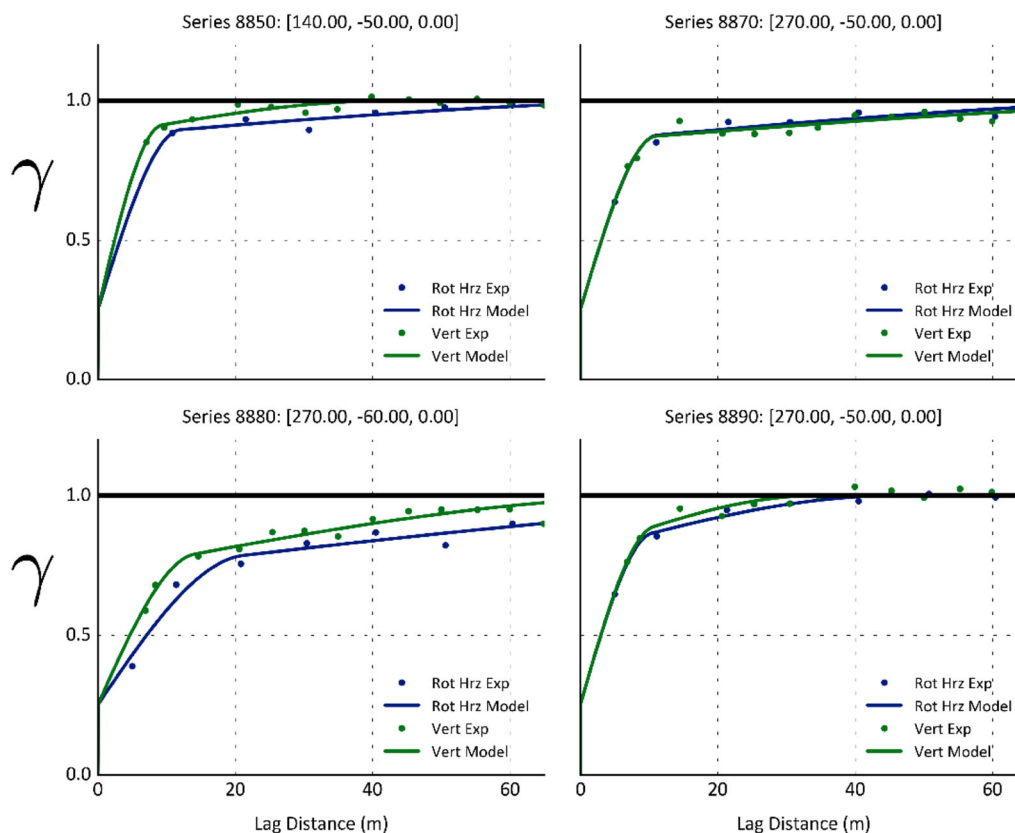 Series 8850: [140.00, -50.00, 0.00]
Series 8870: [270.00, -50.00, 0.00]
1.0
γ
0.5
0.0
Rot Hrz Exp
Rot Hrz Model
Vert Exp
Vert Model
Rot Hrz Exp
Rot Hrz Model
Vert Exp
Vert Model
Series 8880: [270.00, -60.00, 0.00]
Series 8890: [270.00, -50.00, 0.00]
1.0
γ
0.5
0.0
Rot Hrz Exp
Rot Hrz Model
Vert Exp
Vert Model
Rot Hrz Exp
Rot Hrz Model
Vert Exp
Vert Model
0 20 40 60
0 20 40 60
Lag Distance (m)
Lag Distance (m)